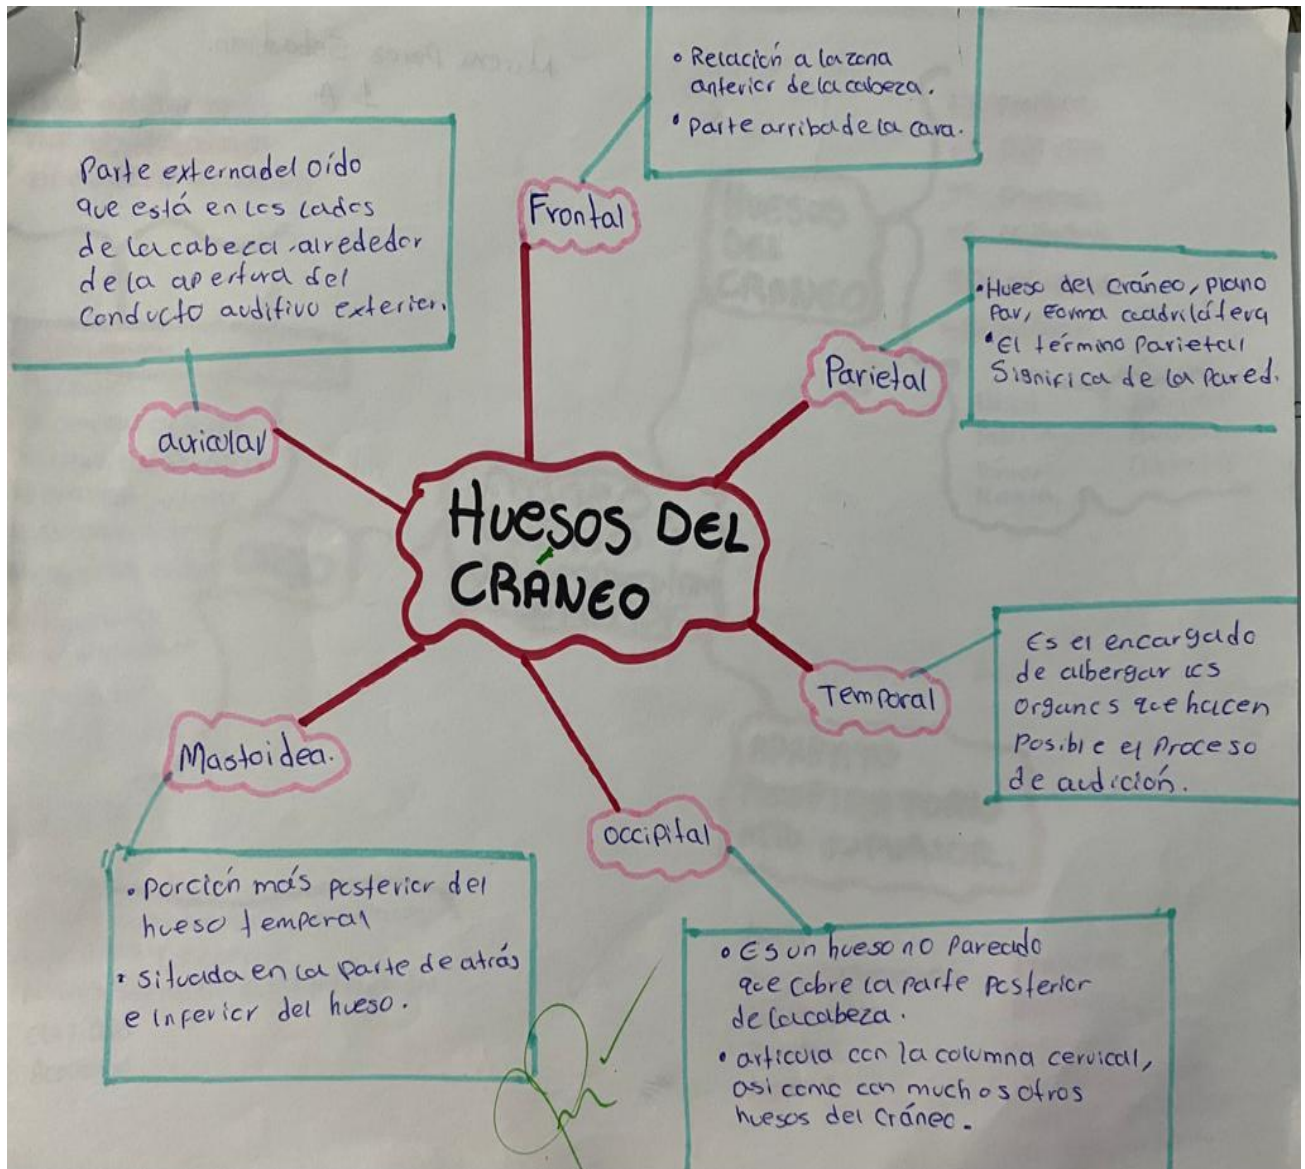 HUESOS DEL
CRÁNEO
Frontal
• Relación a la zona
anterior de la cabeza.
• Parte arriba de la cara.
Parietal
• Hueso del cráneo, plano
Par, forma cuadrilátera
• El término Parietal
Significa de la Pared.
Temporal
Es el encargado
de albergar los
organos que hacen
Posible el Proceso
de audición.
occipital
• Es un hueso no Pareado
que cobre la parte posterior
de la cabeza.
• articula con la columna cervical,
asi como con muchos otros
huesos del cráneo.
Mastoidea.
• Porción más posterior del
hueso temporal
• situada en la parte de atrás
e inferior del hueso.
auricular
Parte externa del oído
que está en los lados
de la cabeza alrededor
de la apertura del
conducto auditivo exterior.